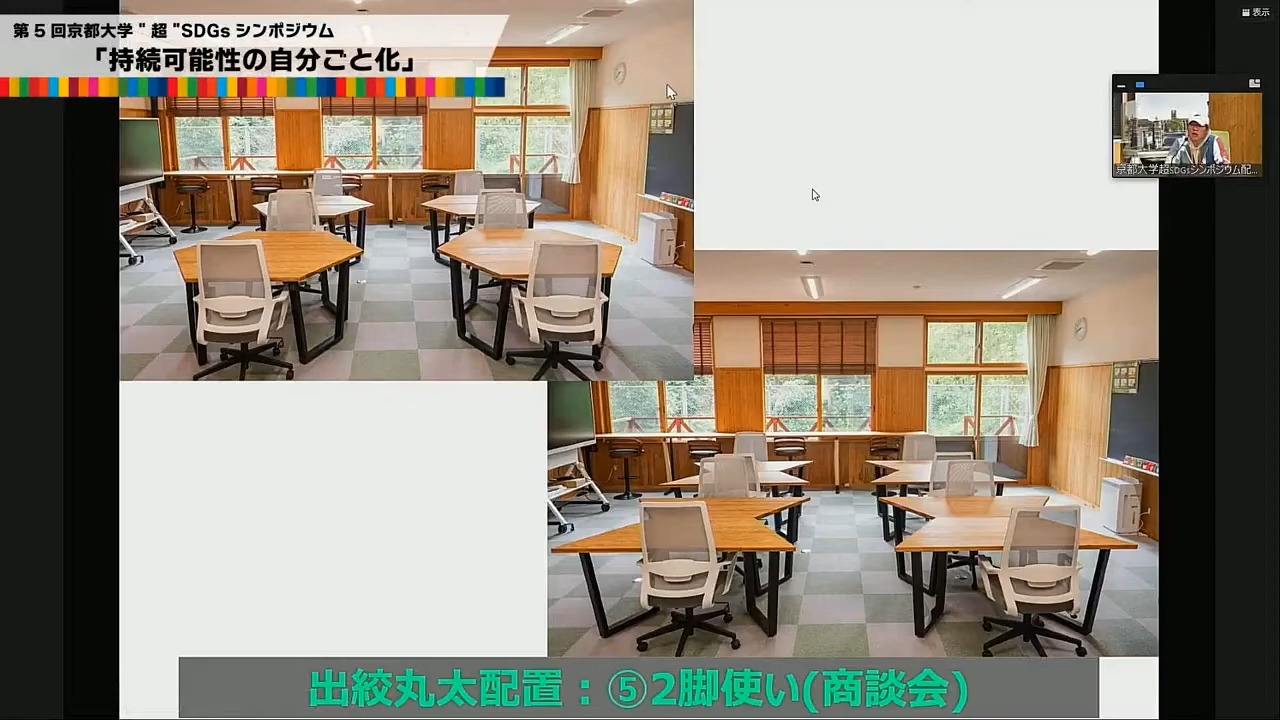 第5回京都大学"超"SDGsシンポジウム
「持続可能性の自分ごと化」
表示
京都大学超SDGsシンポジウム配...
出絞丸太配置：⑤2脚使い(商談会)